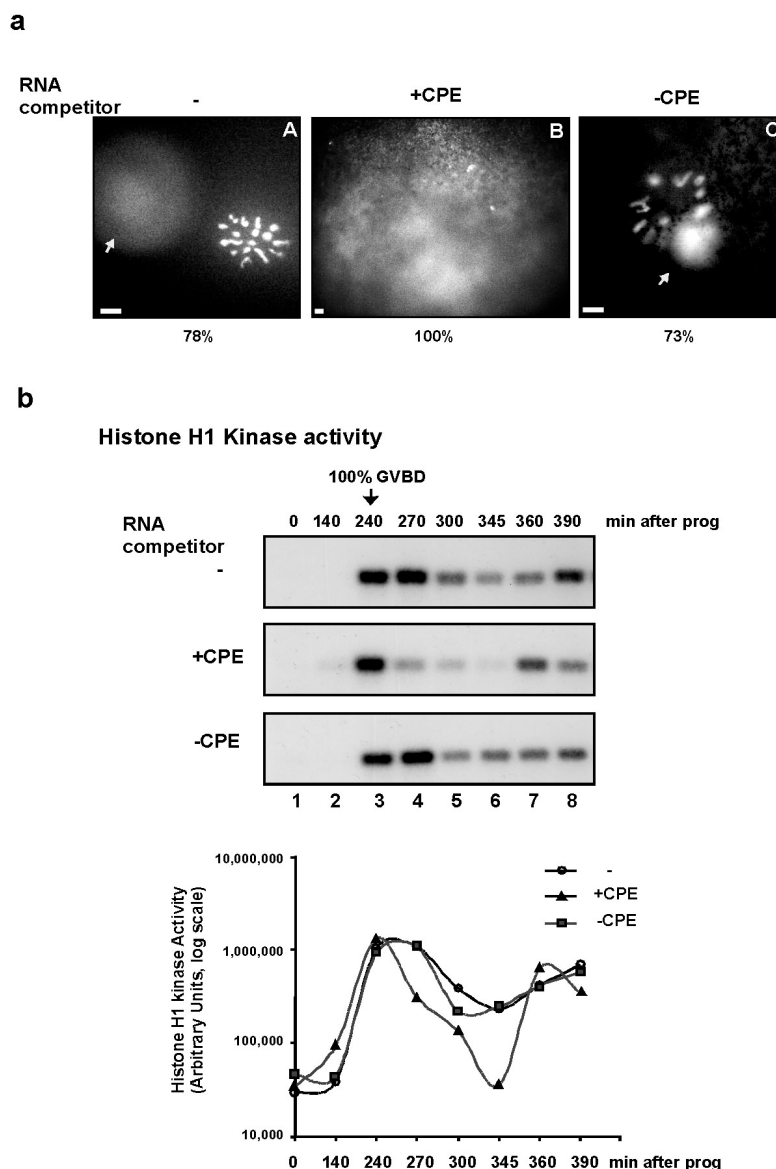 a
RNA competitor - +CPE -CPE
A B C
78% 100% 73%
b
Histone H1 Kinase activity
100% GVBD
0 140 240 270 300 345 360 390 min after prog
RNA competitor
-
+CPE
-CPE
1 2 3 4 5 6 7 8
Histone H1 kinase Activity
(Arbitrary Units, log scale)
10,000,000
1,000,000
100,000
10,000
-
+CPE
-CPE
0 140 240 270 300 345 360 390 min after prog